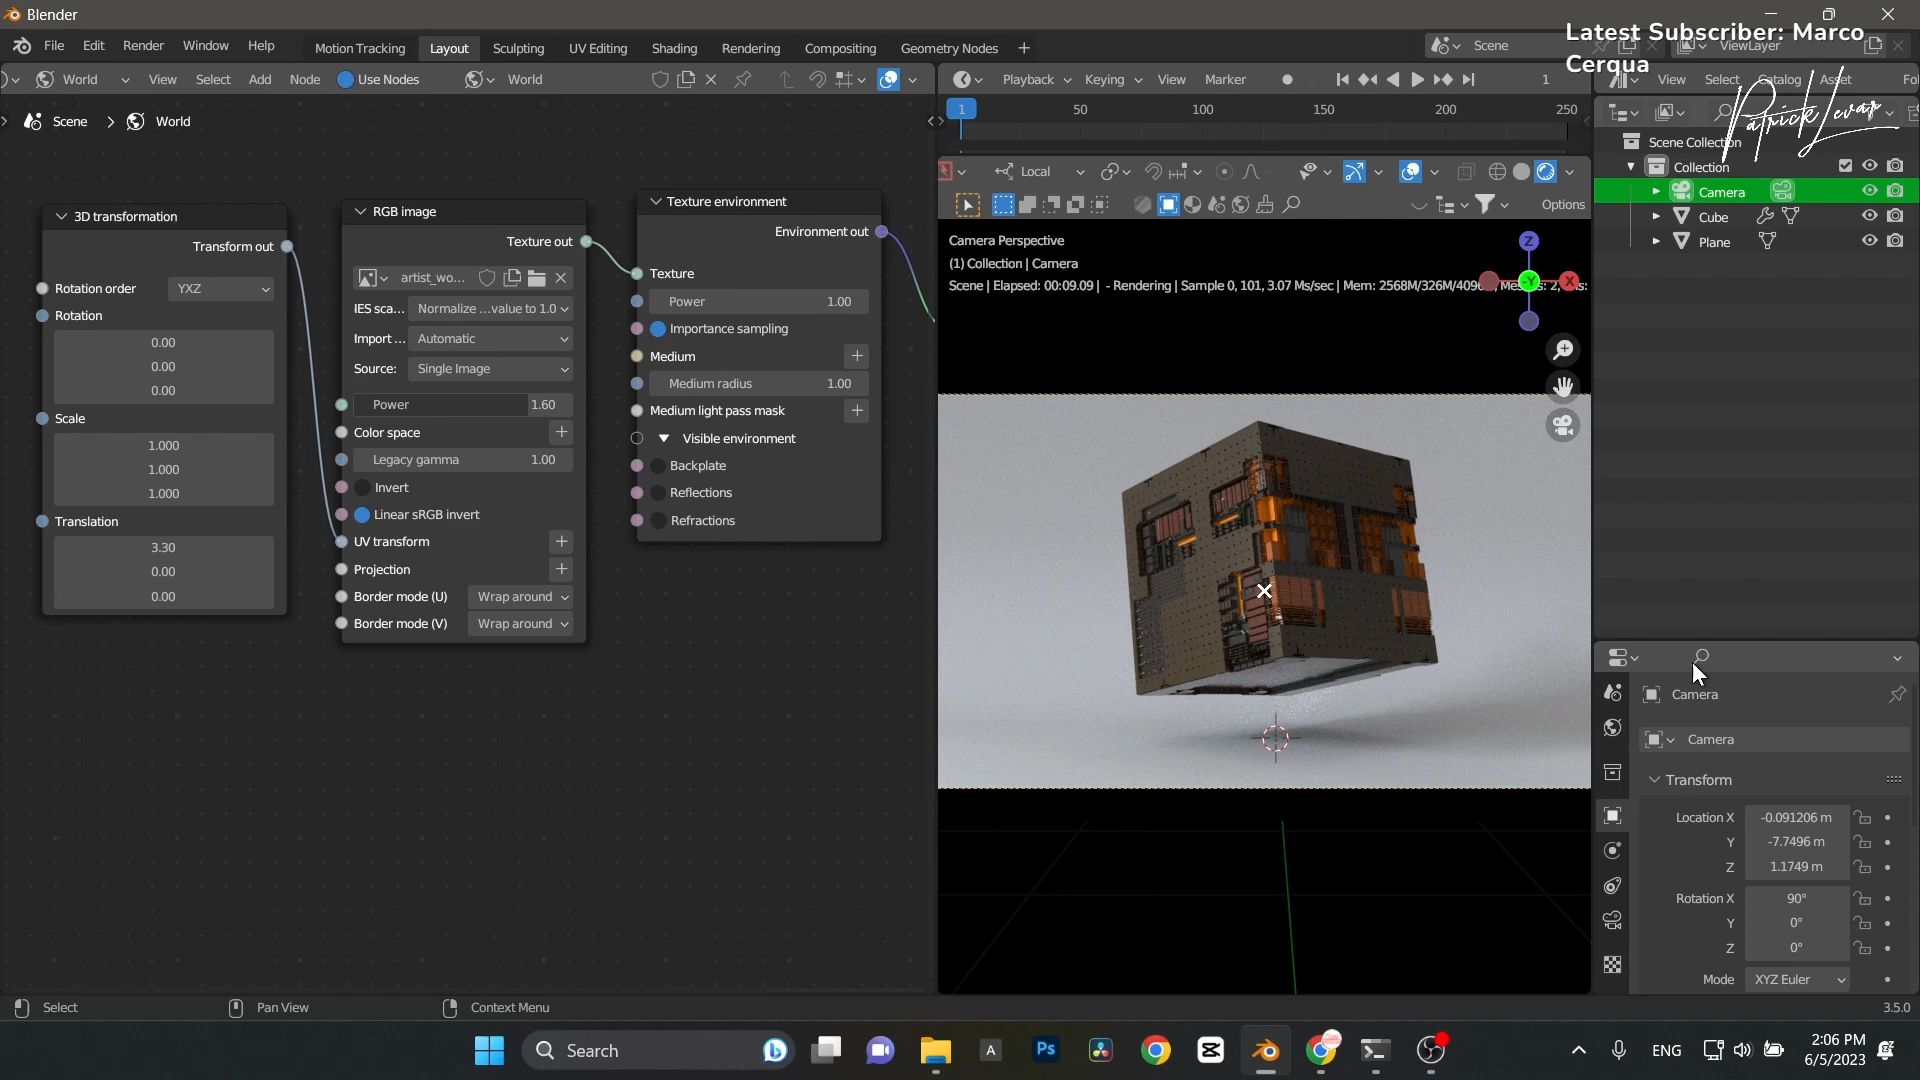 Blender
Latest Subscriber: Marco
Cerqua
File Edit Render Window Help
Motion Tracking Layout Sculpting UV Editing Shading Rendering Compositing Geometry Nodes +
Scene ViewLayer
World View Select Add Node Use Nodes World
Playback Keying View Marker 1
View Select Catalog Asset Fol
Scene > World
1 50 100 150 200 250
Patrick Levar
Scene Collection
Collection
Camera
Cube
Plane
Local
Options
Camera Perspective
(1) Collection | Camera
Scene | Elapsed: 00:09.09 | - Rendering | Sample 0, 101, 3.07 Ms/sec | Mem: 2568M/326M/4096
Z
Y
X
3D transformation
Transform out
Rotation order YXZ
Rotation
0.00
0.00
0.00
Scale
1.000
1.000
1.000
Translation
3.30
0.00
0.00
RGB image
Texture out
artist_wo...
IES sca... Normalize ...value to 1.0
Import ... Automatic
Source: Single Image
Power 1.60
Color space
Legacy gamma 1.00
Invert
Linear sRGB invert
UV transform
Projection
Border mode (U) Wrap around
Border mode (V) Wrap around
Texture environment
Environment out
Texture
Power 1.00
Importance sampling
Medium
Medium radius 1.00
Medium light pass mask
Visible environment
Backplate
Reflections
Refractions
Camera
Camera
Transform
Location X -0.091206 m
Y -7.7496 m
Z 1.1749 m
Rotation X 90°
Y 0°
Z 0°
Mode XYZ Euler
Select Pan View Context Menu 3.5.0
Search A Ps ENG
2:06 PM
6/5/2023